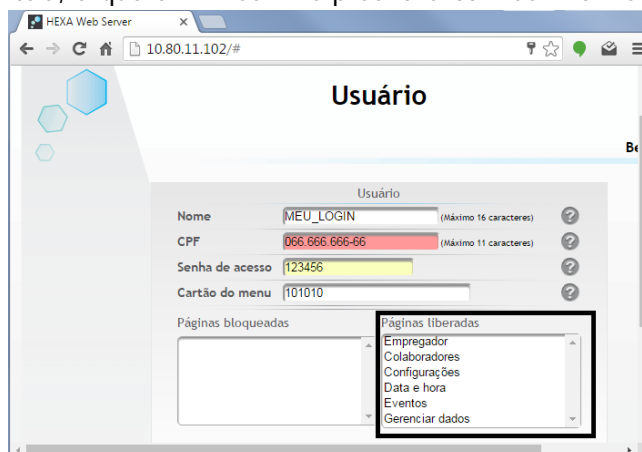 HEXA Web Server
10.80.11.102/#
Usuário
Usuário
Nome MEU_LOGIN (Máximo 16 caracteres)
CPF 066.666.666-66 (Máximo 11 caracteres)
Senha de acesso 123456
Cartão do menu 101010
Páginas bloqueadas Páginas liberadas
Empregador
Colaboradores
Configurações
Data e hora
Eventos
Gerenciar dados